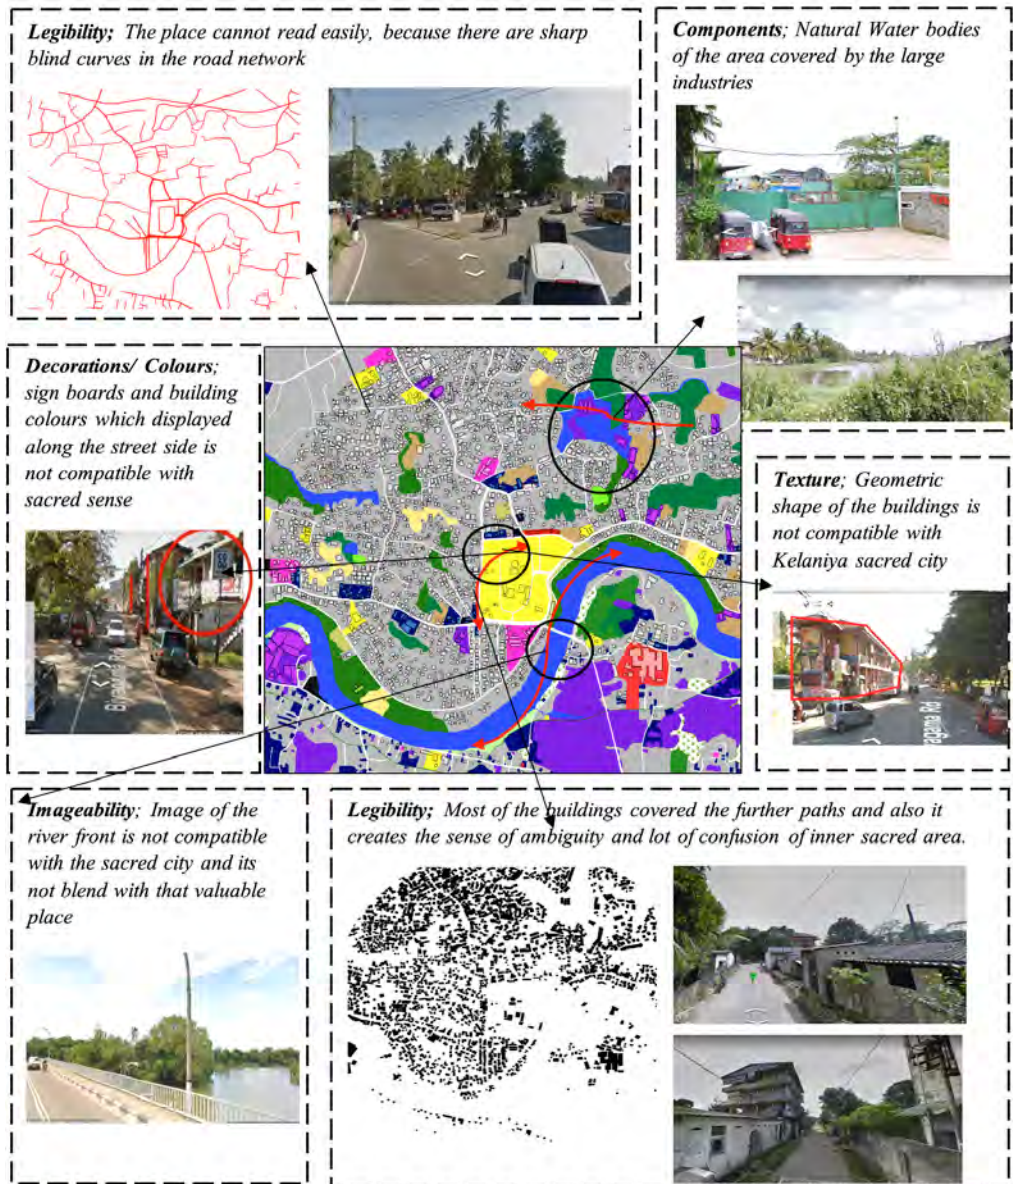 Legibility; The place cannot read easily, because there are sharp
blind curves in the road network
Components; Natural Water bodies
of the area covered by the large
industries
Decorations/ Colours;
sign boards and building
colours which displayed
along the street side is
not compatible with
sacred sense
Texture; Geometric
shape of the buildings is
not compatible with
Kelaniya sacred city
agama Rd
Imageability; Image of the
river front is not compatible
with the sacred city and its
not blend with that valuable
place
Legibility; Most of the buildings covered the further paths and also it
creates the sense of ambiguity and lot of confusion of inner sacred area.